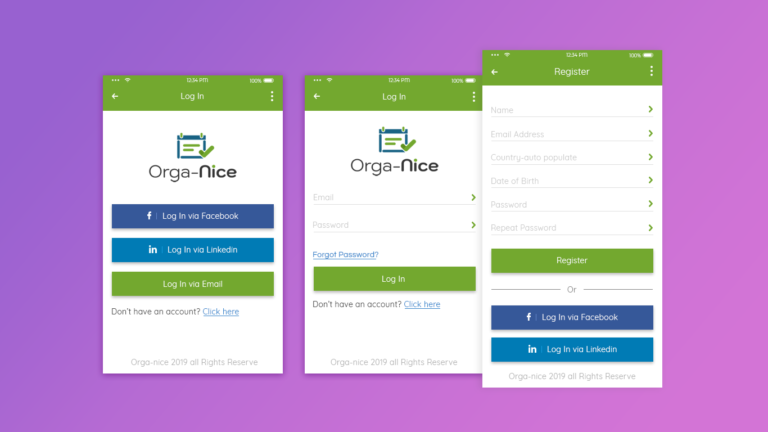 12:34 PM
100%
Log In
Orga-Nice
Log In via Facebook
in Log In via Linkedin
Log In via Email
Don't have an account? Click here
Orga-nice 2019 all Rights Reserve
12:34 PM
100%
Log In
Orga-Nice
Email
Password
Forgot Password?
Log In
Don't have an account? Click here
Orga-nice 2019 all Rights Reserve
12:34 PM
100%
Register
Name
Email Address
Country-auto populate
Date of Birth
Password
Repeat Password
Register
Or
f Log In via Facebook
in Log In via Linkedin
Orga-nice 2019 all Rights Reserve